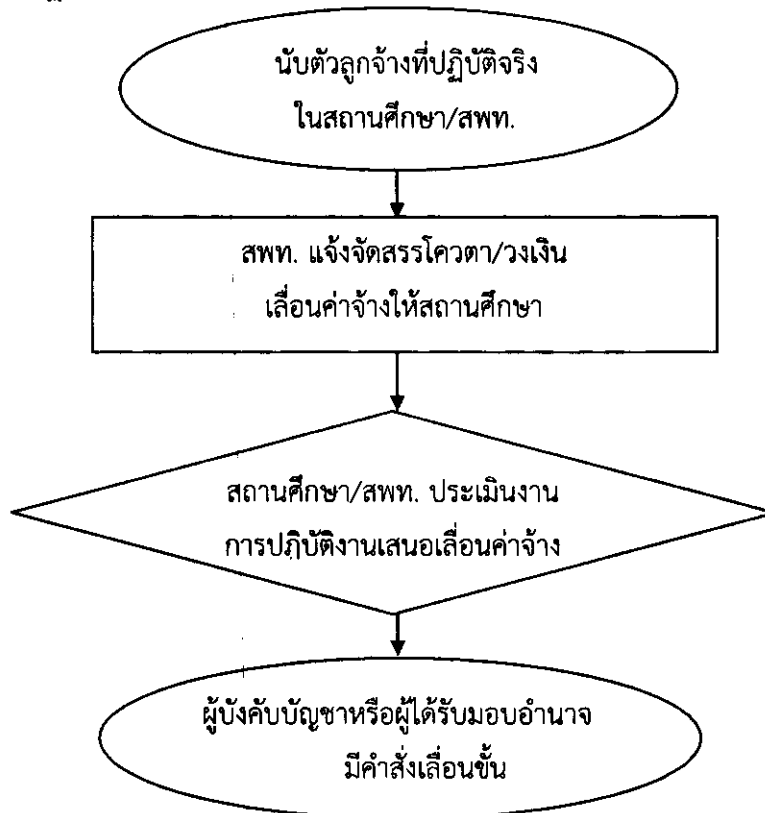 นับตัวลูกจ้างที่ปฏิบัติจริง
ในสถานศึกษา/สพท.
สพท. แจ้งจัดสรรโควตา/วงเงิน
เลื่อนค่าจ้างให้สถานศึกษา
สถานศึกษา/สพท. ประเมินงาน
การปฏิบัติงานเสนอเลื่อนค่าจ้าง
ผู้บังคับบัญชาหรือผู้ได้รับมอบอำนาจ
มีคำสั่งเลื่อนขั้น